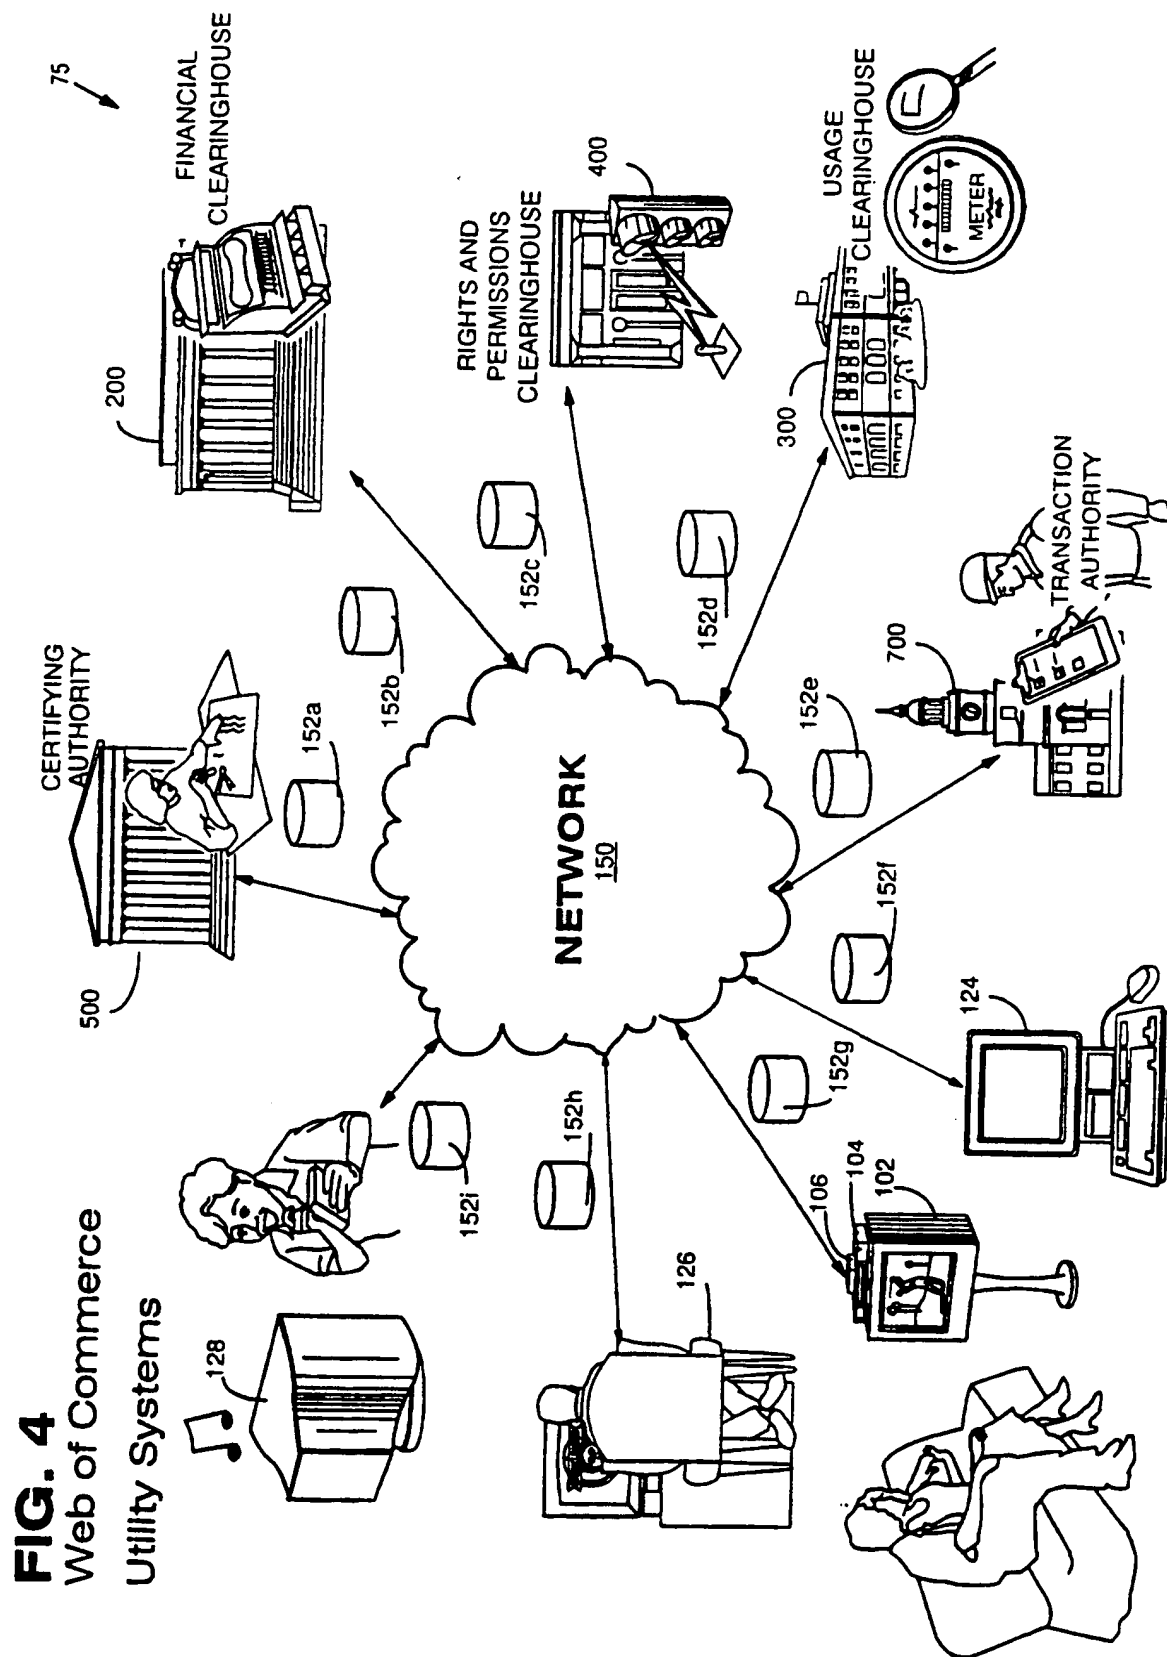 FIG. 4
Web of Commerce
Utility Systems
75
FINANCIAL
CLEARINGHOUSE
200
CERTIFYING
AUTHORITY
500
RIGHTS AND
PERMISSIONS
CLEARINGHOUSE
400
USAGE
CLEARINGHOUSE
METER
300
TRANSACTION
AUTHORITY
700
NETWORK
150
152a
152b
152c
152d
152e
152f
152g
152h
152i
128
126
106
104
102
124